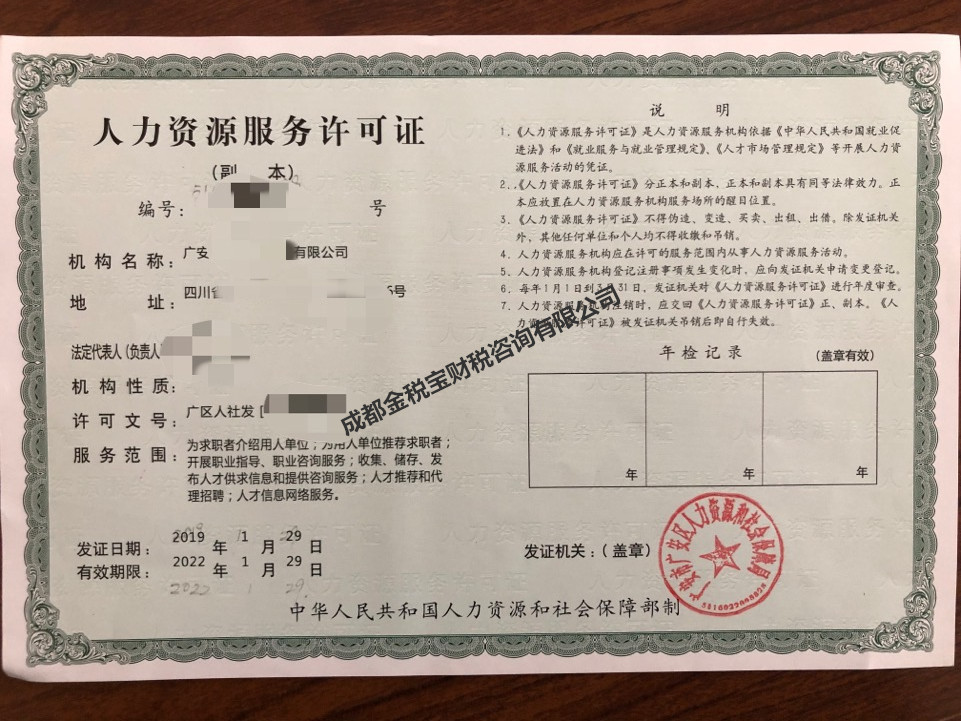 人力资源服务许可证
(副 本)
编号: 号
机构名称: 广安 有限公司
地 址: 四川省 号
法定代表人(负责人
机构性质:
许可文号: 广区人社发[
服务范围: 为求职者介绍用人单位;为用人单位推荐求职者;
开展职业指导、职业咨询服务;收集、储存、发
布人才供求信息和提供咨询服务;人才推荐和代
理招聘;人才信息网络服务。
发证日期: 2019 年 1 月 29 日
有效期限: 2022 年 1 月 29 日
说 明
1.《人力资源服务许可证》是人力资源服务机构依据《中华人民共和国就业促
进法》和《就业服务与就业管理规定》、《人才市场管理规定》等开展人力资
源服务活动的凭证。
2.《人力资源服务许可证》分正本和副本,正本和副本具有同等法律效力。正
本应放置在人力资源服务机构服务场所的醒目位置。
3.《人力资源服务许可证》不得伪造、变造、买卖、出租、出借。除发证机关
外,其他任何单位和个人均不得收缴和吊销。
4. 人力资源服务机构应在许可的服务范围内从事人力资源服务活动。
5. 人力资源服务机构登记注册事项发生变化时,应向发证机关申请变更登记。
6. 每年1月1日到3月31日,发证机关对《人力资源服务许可证》进行年度审查。
7. 人力资源服务机构注销时,应交回《人力资源服务许可证》正、副本。《人
力资源服务许可证》被发证机关吊销后即自行失效。
年检记录 (盖章有效)
年 年 年
发证机关:(盖章)
广安市广安区人力资源和社会保障局
中华人民共和国人力资源和社会保障部制
成都金税宝财税咨询有限公司